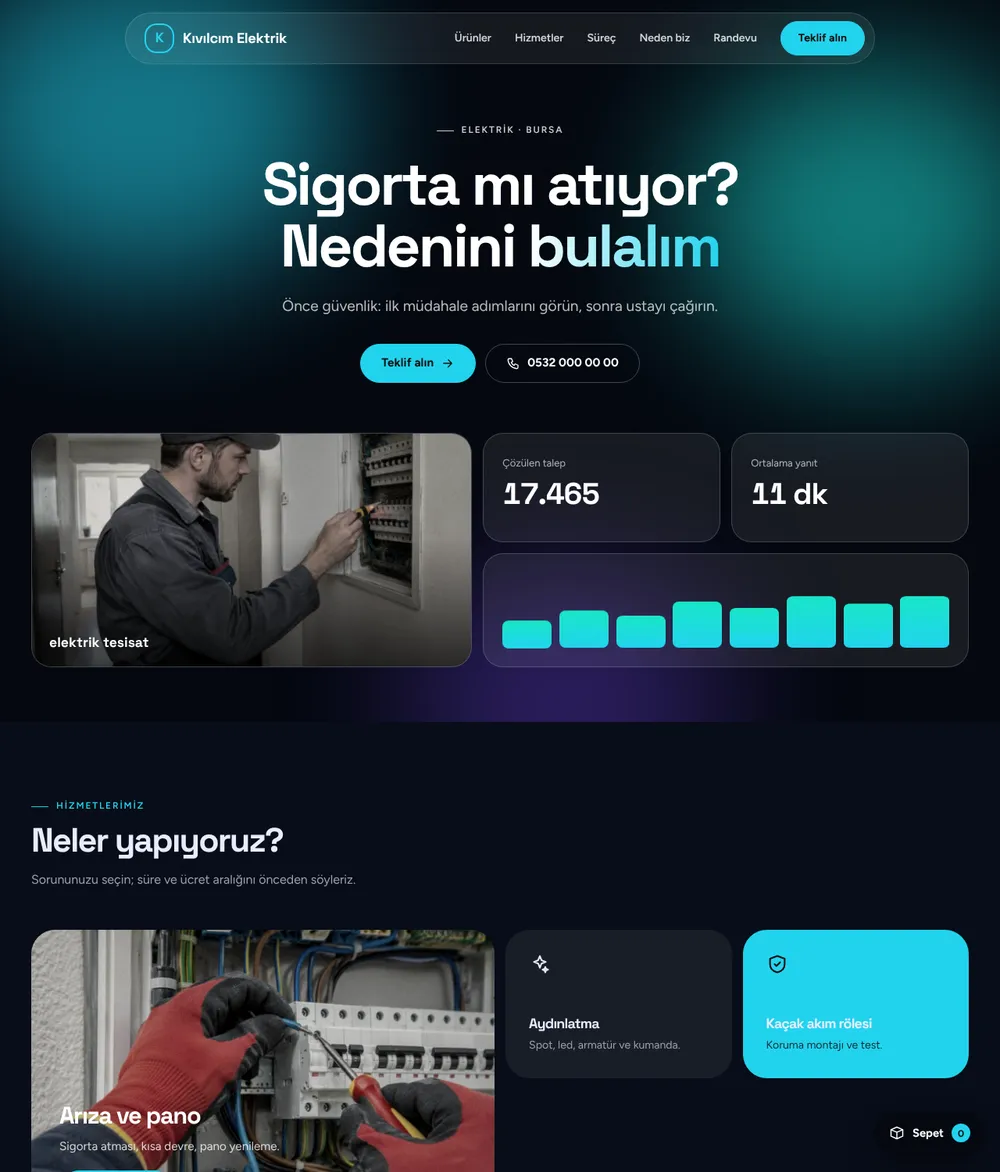 K Kıvılcım Elektrik
Ürünler Hizmetler Süreç Neden biz Randevu Teklif alın
ELEKTRİK · BURSA
Sigorta mı atıyor?
Nedenini bulalım
Önce güvenlik: ilk müdahale adımlarını görün, sonra ustayı çağırın.
Teklif alın → 0532 000 00 00
elektrik tesisat
Çözülen talep
17.465
Ortalama yanıt
11 dk
HİZMETLERİMİZ
Neler yapıyoruz?
Sorununuzu seçin; süre ve ücret aralığını önceden söyleriz.
Arıza ve pano
Sigorta atması, kısa devre, pano yenileme.
Aydınlatma
Spot, led, armatür ve kumanda.
Kaçak akım rölesi
Koruma montajı ve test.
Sepet 0